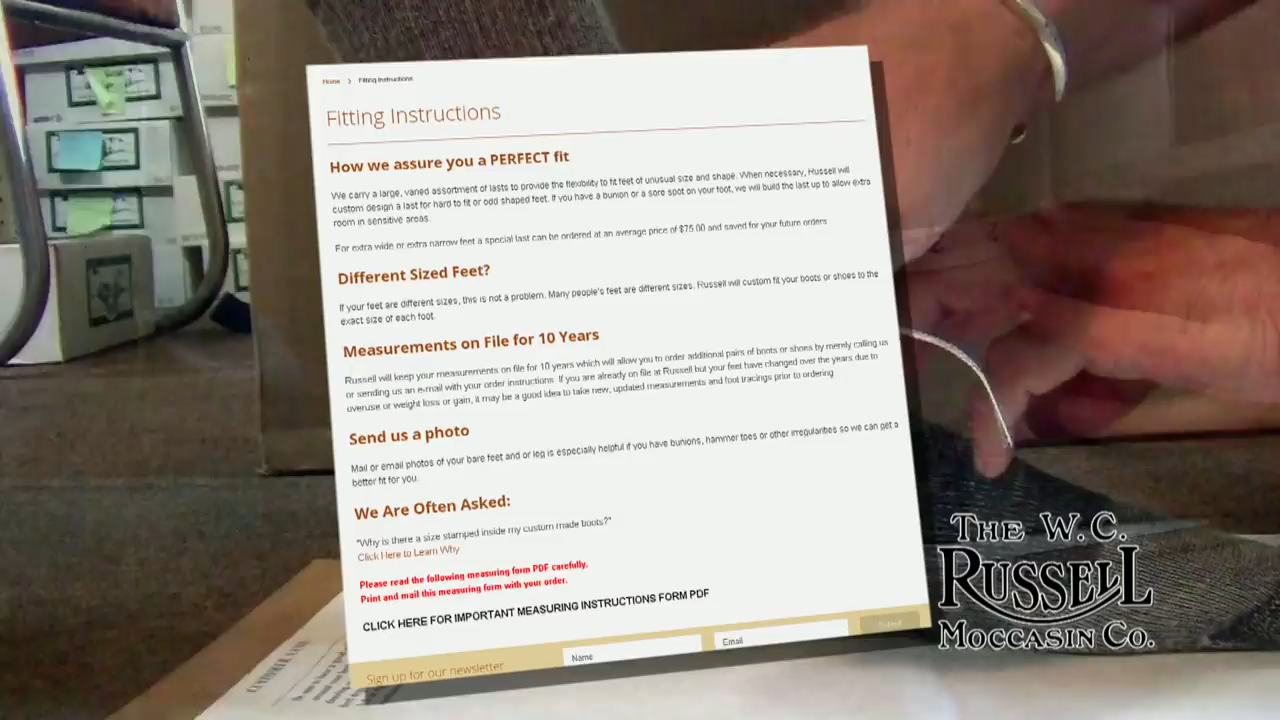 Home > Fitting Instructions
Fitting Instructions
How we assure you a PERFECT fit
We carry a large, varied assortment of lasts to provide the flexibility to fit feet of unusual size and shape. When necessary, Russell will
custom design a last for hard to fit or odd shaped feet. If you have a bunion or a sore spot on your foot, we will build the last up to allow extra
room in sensitive areas.
For extra wide or extra narrow feet a special last can be ordered at an average price of $75.00 and saved for your future orders
Different Sized Feet?
If your feet are different sizes, this is not a problem. Many people's feet are different sizes. Russell will custom fit your boots or shoes to the
exact size of each foot.
Measurements on File for 10 Years
Russell will keep your measurements on file for 10 years which will allow you to order additional pairs of boots or shoes by merely calling us
or sending us an e-mail with your order instructions. If you are already on file at Russell but your feet have changed over the years due to
overuse or weight loss or gain, it may be a good idea to take new, updated measurements and foot tracings prior to ordering
Send us a photo
Mail or email photos of your bare feet and or leg is especially helpful if you have bunions, hammer toes or other irregularities so we can get a
better fit for you.
We Are Often Asked:
"Why is there a size stamped inside my custom made boots?"
Click Here to Learn Why
Please read the following measuring form PDF carefully.
Print and mail this measuring form with your order.
CLICK HERE FOR IMPORTANT MEASURING INSTRUCTIONS FORM PDF
Sign up for our newsletter
Name
Email
Submit
THE W.C.
RUSSELL
MOCCASIN CO.